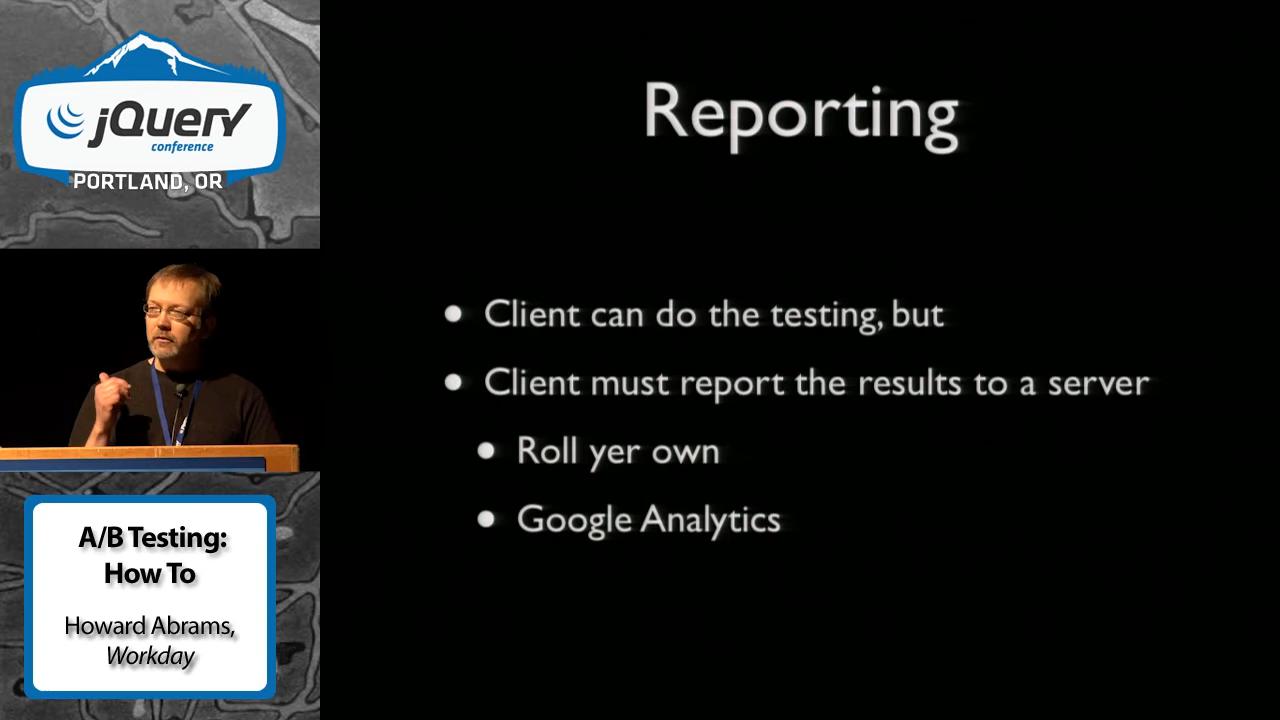 jQuery
conference
PORTLAND, OR
A/B Testing:
How To
Howard Abrams,
Workday
Reporting
Client can do the testing, but
Client must report the results to a server
Roll yer own
Google Analytics